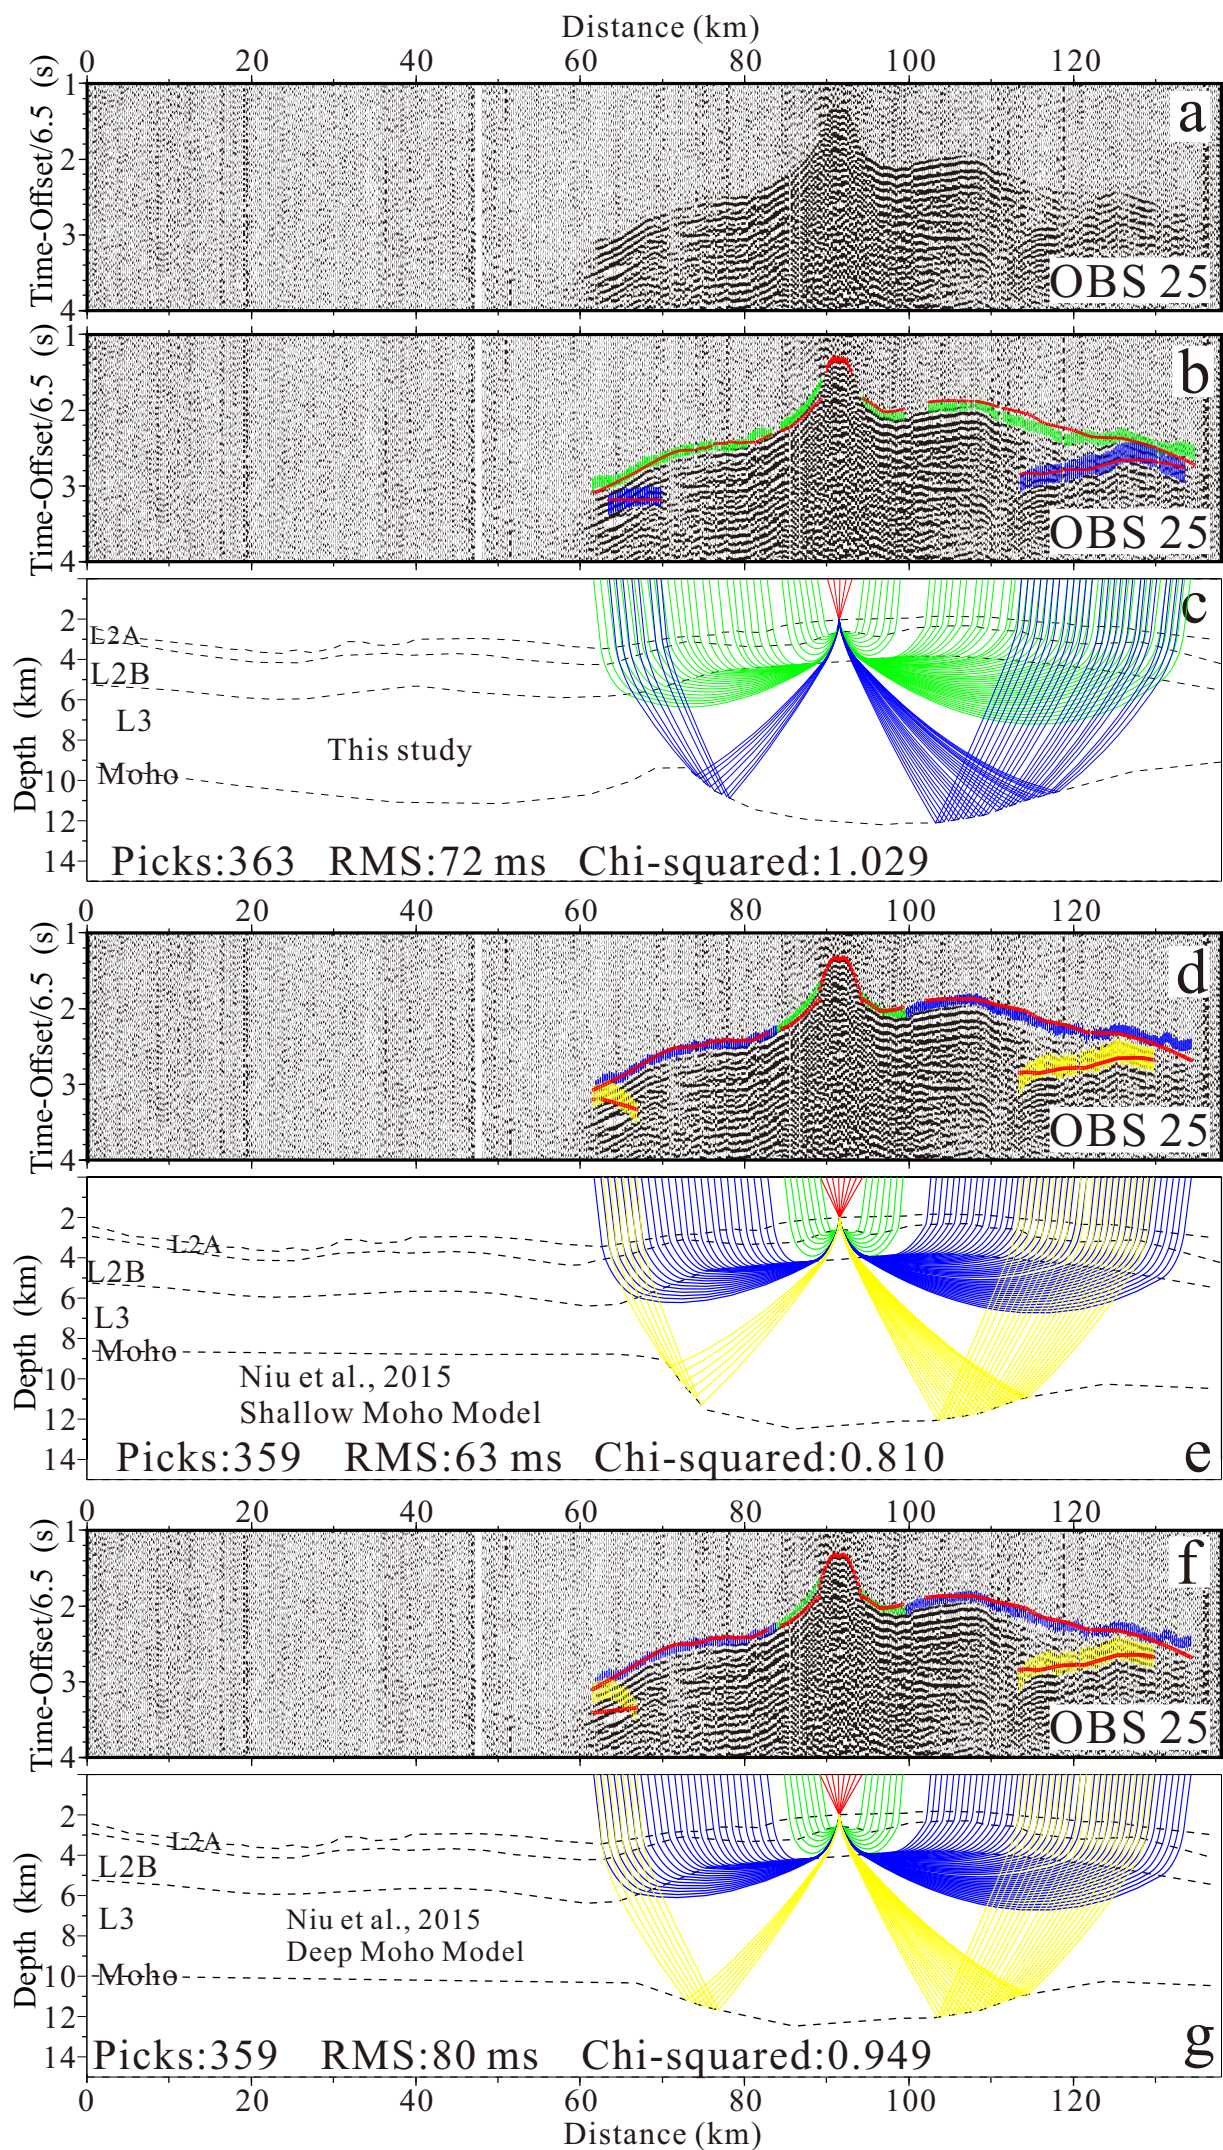 Distance (km)
0 20 40 60 80 100 120
Time-Offset/6.5 (s)
1
2
3
4
a
OBS 25
Time-Offset/6.5 (s)
1
2
3
4
b
OBS 25
Depth (km)
2
4
6
8
10
12
14
c
L2A
L2B
L3
This study
Moho
Picks:363 RMS:72 ms Chi-squared:1.029
0 20 40 60 80 100 120
Time-Offset/6.5 (s)
1
2
3
4
d
OBS 25
Depth (km)
2
4
6
8
10
12
14
L2A
L2B
L3
Moho
Niu et al., 2015
Shallow Moho Model
Picks:359 RMS:63 ms Chi-squared:0.810
e
0 20 40 60 80 100 120
Time-Offset/6.5 (s)
1
2
3
4
f
OBS 25
Depth (km)
2
4
6
8
10
12
14
L2A
L2B
L3
Niu et al., 2015
Deep Moho Model
Moho
Picks:359 RMS:80 ms Chi-squared:0.949
g
0 20 40 60 80 100 120
Distance (km)